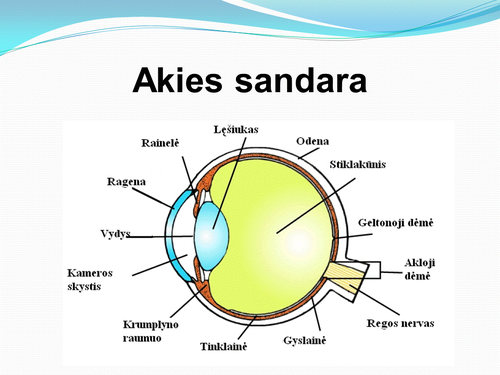 Akies sandara
Lęšiukas
Rainelė
Odena
Stiklakūnis
Ragena
Geltonoji dėmė
Vydys
Akloji
dėmė
Kameros
skystis
Krumplyno
raumuo
Regos nervas
Tinklainė
Gyslainė